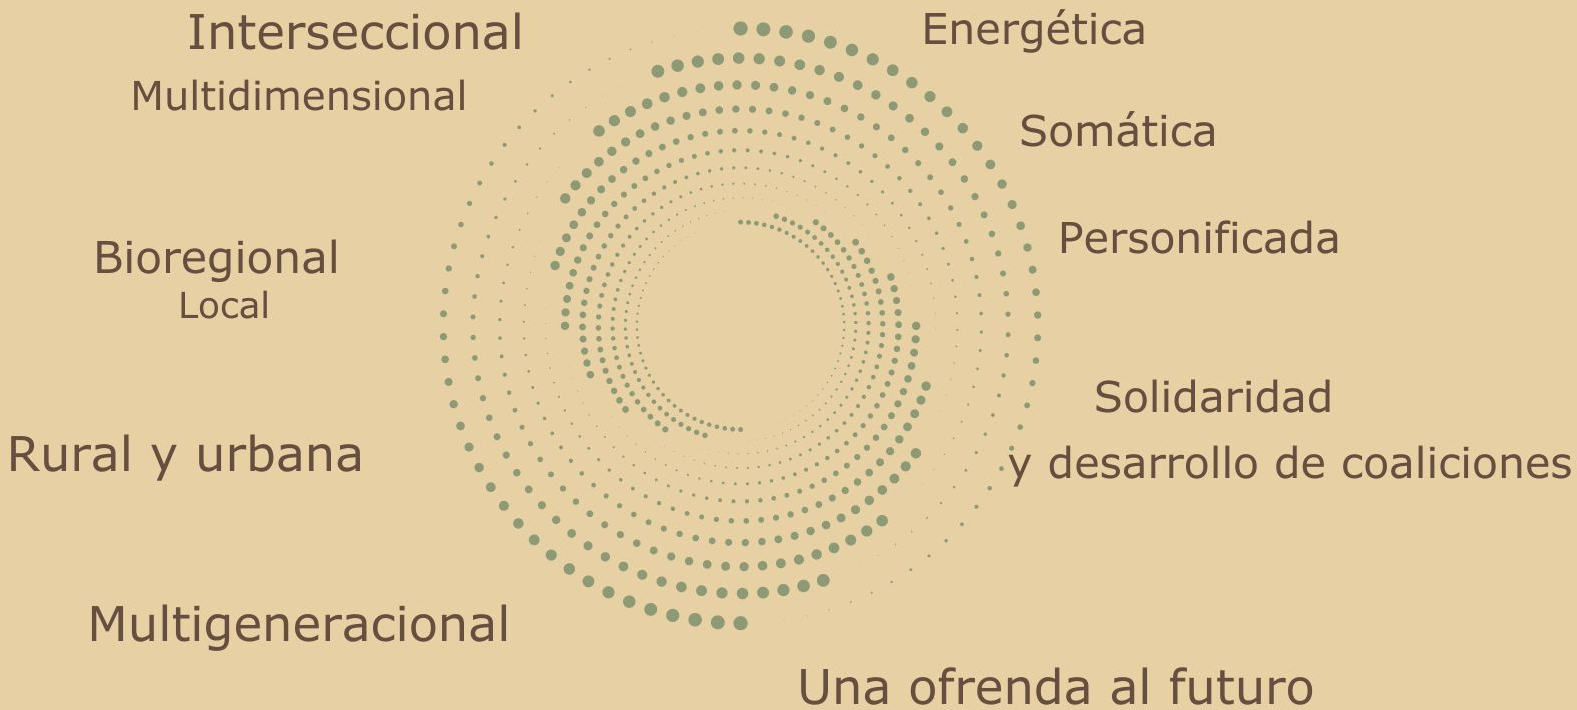 Interseccional
Multidimensional
Bioregional
Local
Rural y urbana
Multigeneracional
Energética
Somática
Personificada
Solidaridad
y desarrollo de coaliciones
Una ofrenda al futuro